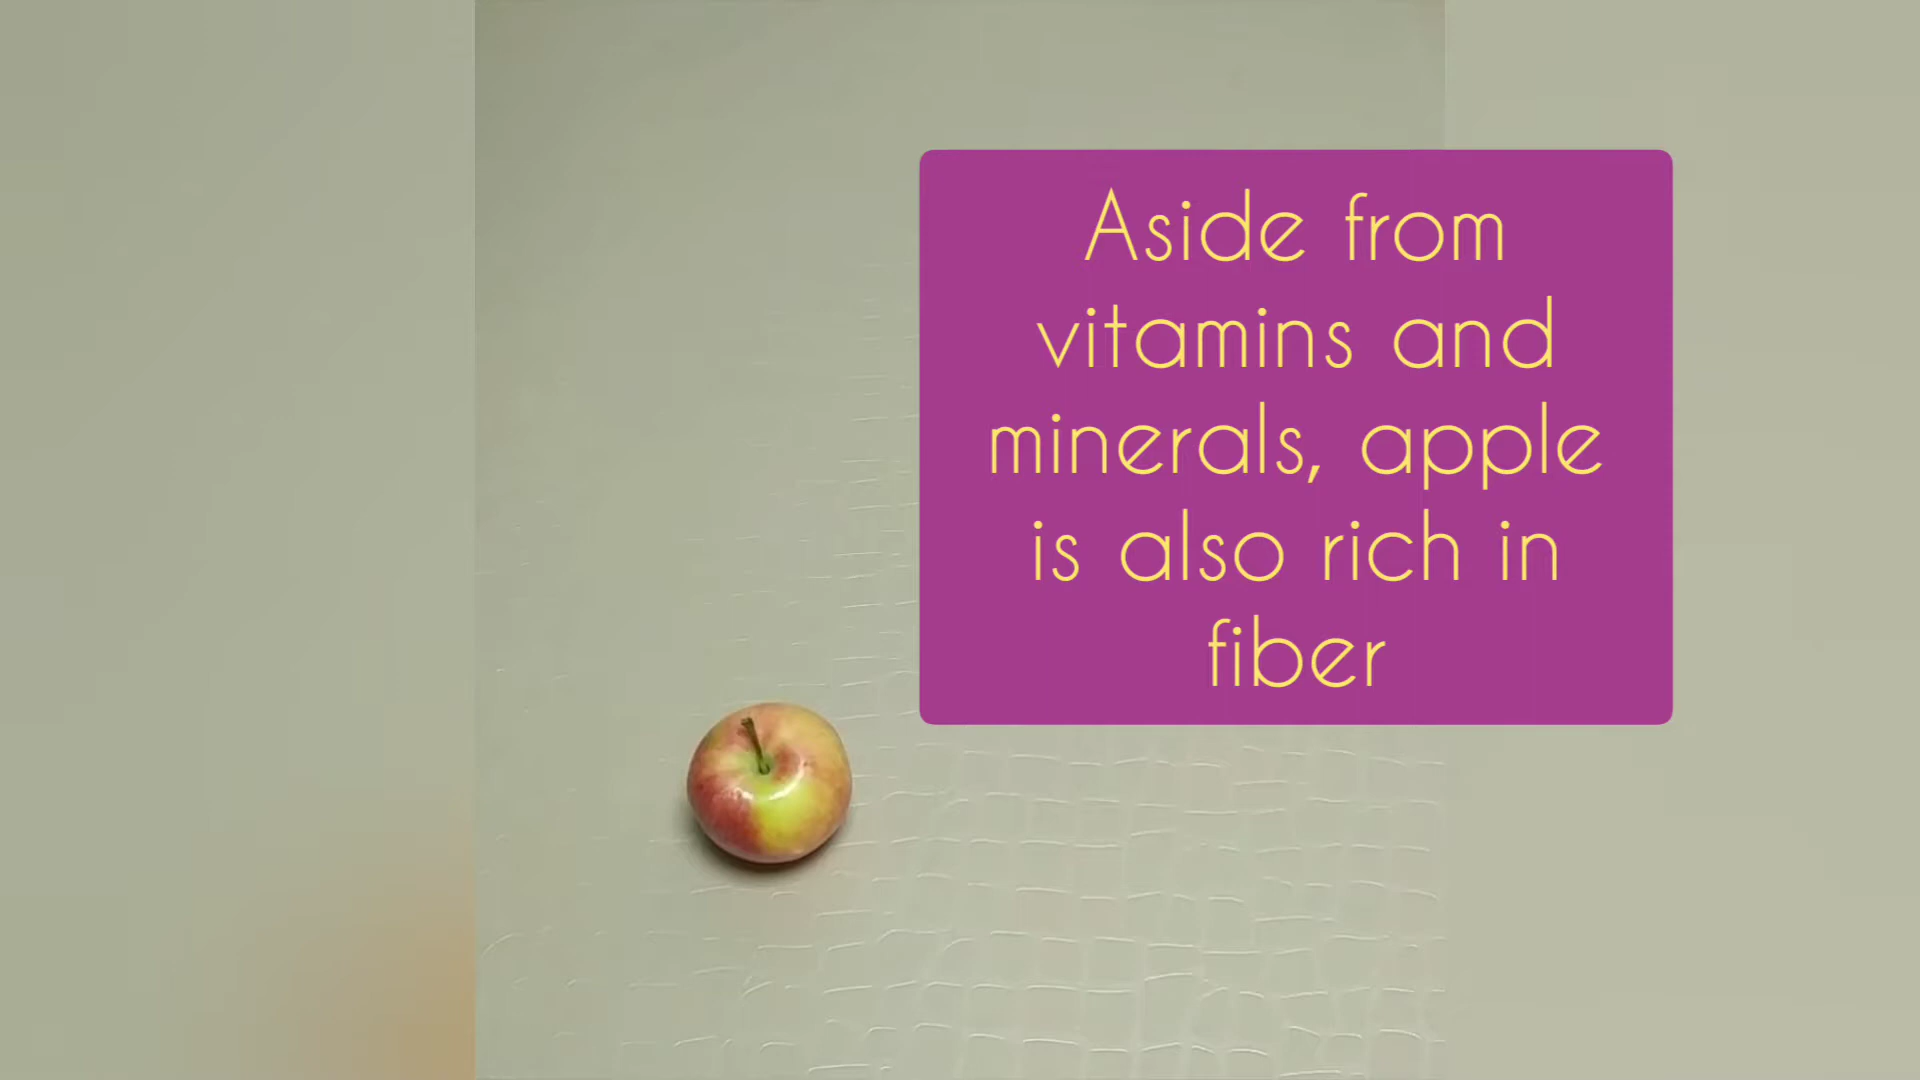 Aside from
vitamins and
minerals, apple
is also rich in
fiber